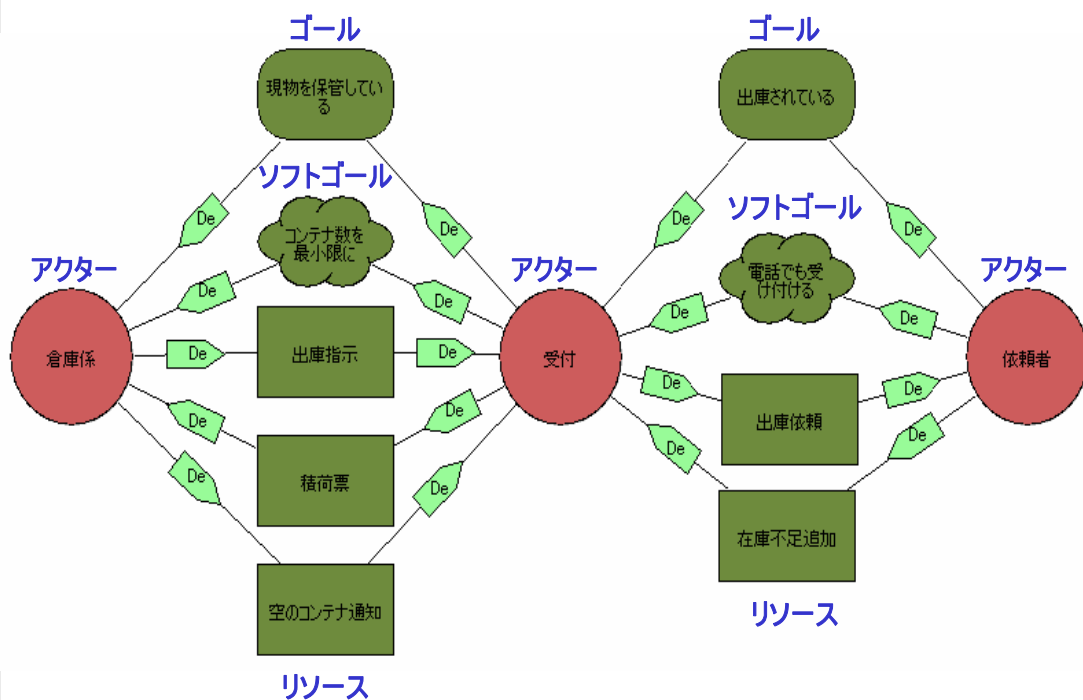 ゴール
ゴール
現物を保管してい
る
出庫されている
De
De
De
De
ソフトゴール
ソフトゴール
コンテナ数を
最小限に
電話でも受
け付ける
De
De
De
De
アクター
アクター
アクター
倉庫係
De
出庫指示
De
受付
De
出庫依頼
De
依頼者
De
積荷票
De
De
在庫不足追加
De
De
空のコンテナ通知
De
リソース
リソース